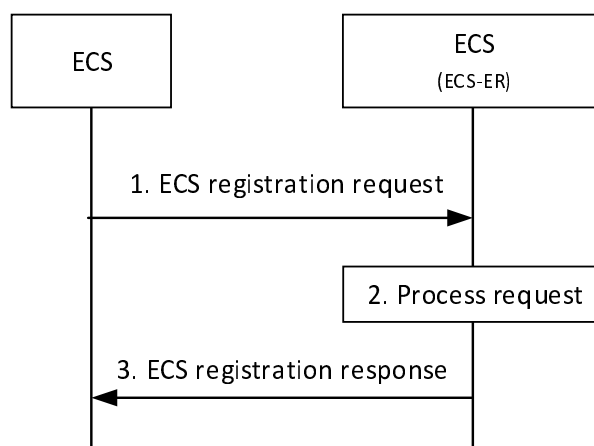 ECS
ECS
(ECS-ER)
1. ECS registration request
2. Process request
3. ECS registration response